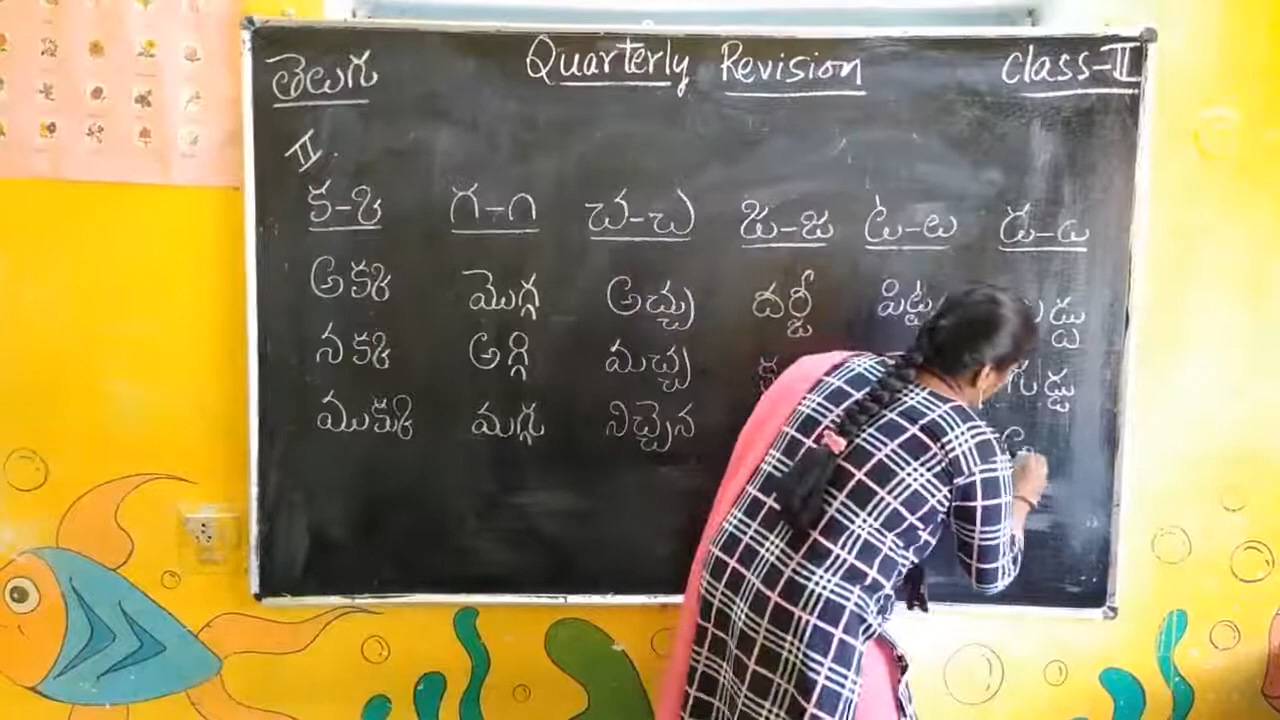 తెలుగు Quarterly Revision class-II
II.
క-క గ-గ చ-చ జ-జ ట-ట డ-డ
అక్క మొగ్గ అచ్చు దర్జీ
నక్క అగ్గి మచ్చ గుడ్డు
ముక్కు మగ్గు నిచ్చెన